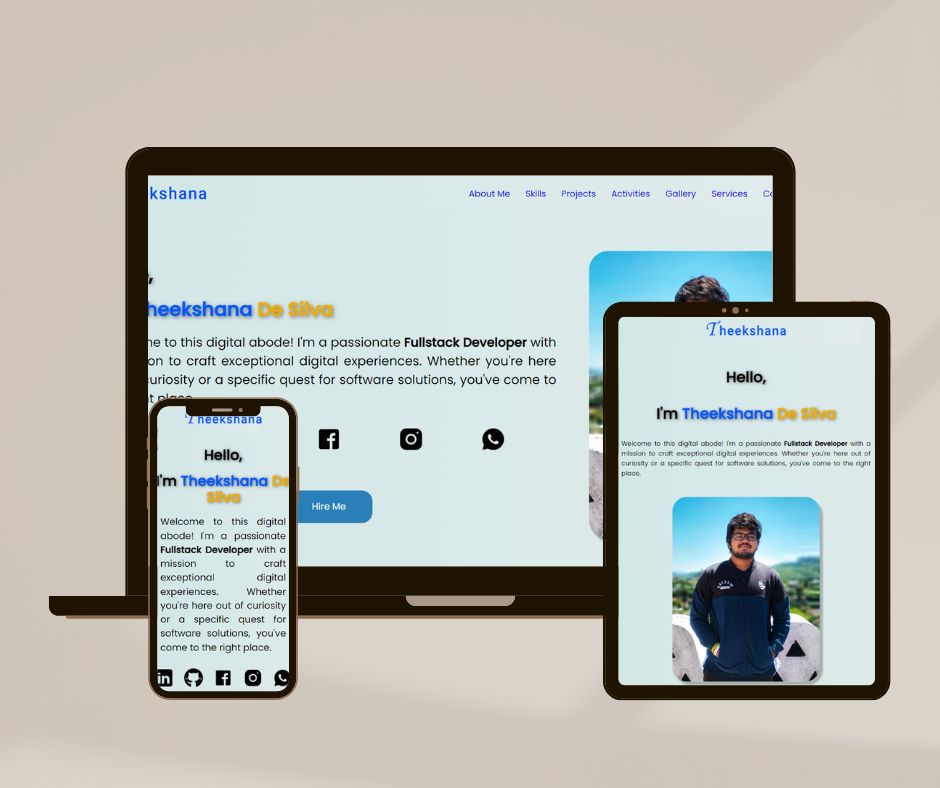 kshana
About Me Skills Projects Activities Gallery Services Co
,
heekshana De Silva
ne to this digital abode! I'm a passionate Fullstack Developer with
on to craft exceptional digital experiences. Whether you're here
curiosity or a specific quest for software solutions, you've come to
ht place.
Hire Me
Theekshana
Hello,
I'm Theekshana De
Silva
Welcome to this digital
abode! I'm a passionate
Fullstack Developer with a
mission to craft
exceptional digital
experiences. Whether
you're here out of curiosity
or a specific quest for
software solutions, you've
come to the right place.
in
Theekshana
Hello,
I'm Theekshana De Silva
Welcome to this digital abode! I'm a passionate Fullstack Developer with a
mission to craft exceptional digital experiences. Whether you're here out of
curiosity or a specific quest for software solutions, you've come to the right
place.